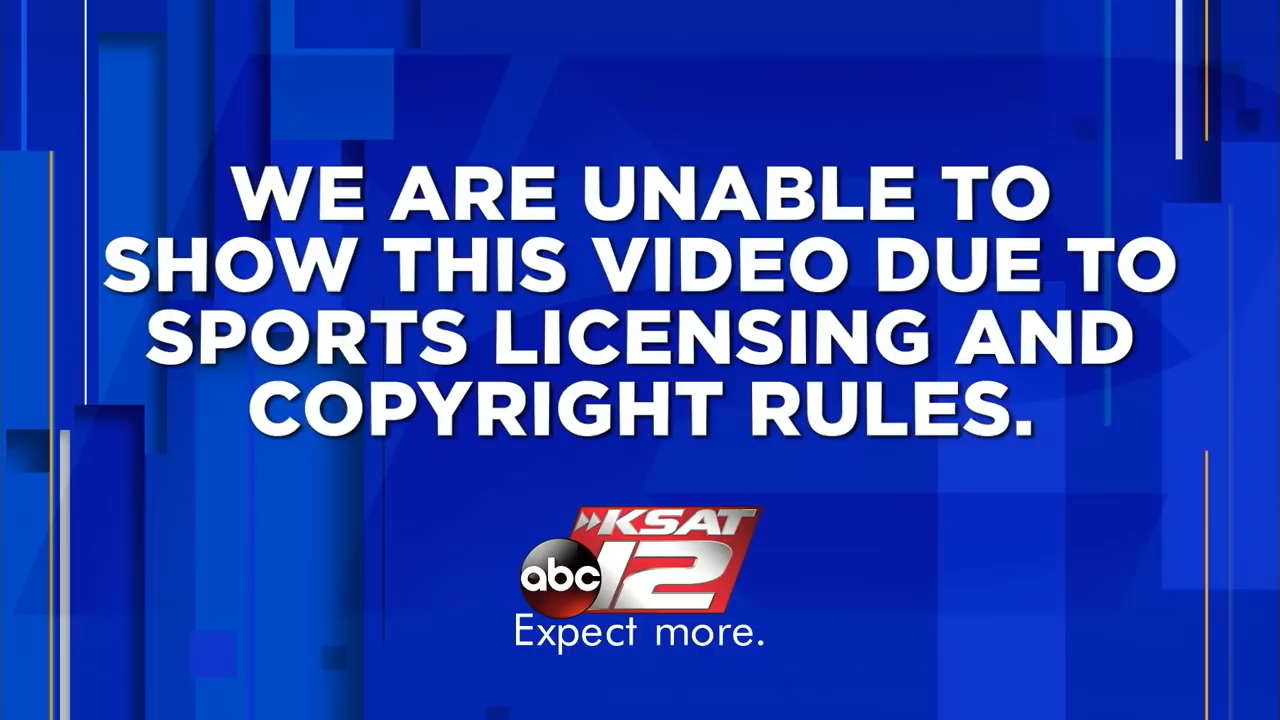 WE ARE UNABLE TO
SHOW THIS VIDEO DUE TO
SPORTS LICENSING AND
COPYRIGHT RULES.
KSAT
abc 12
Expect more.